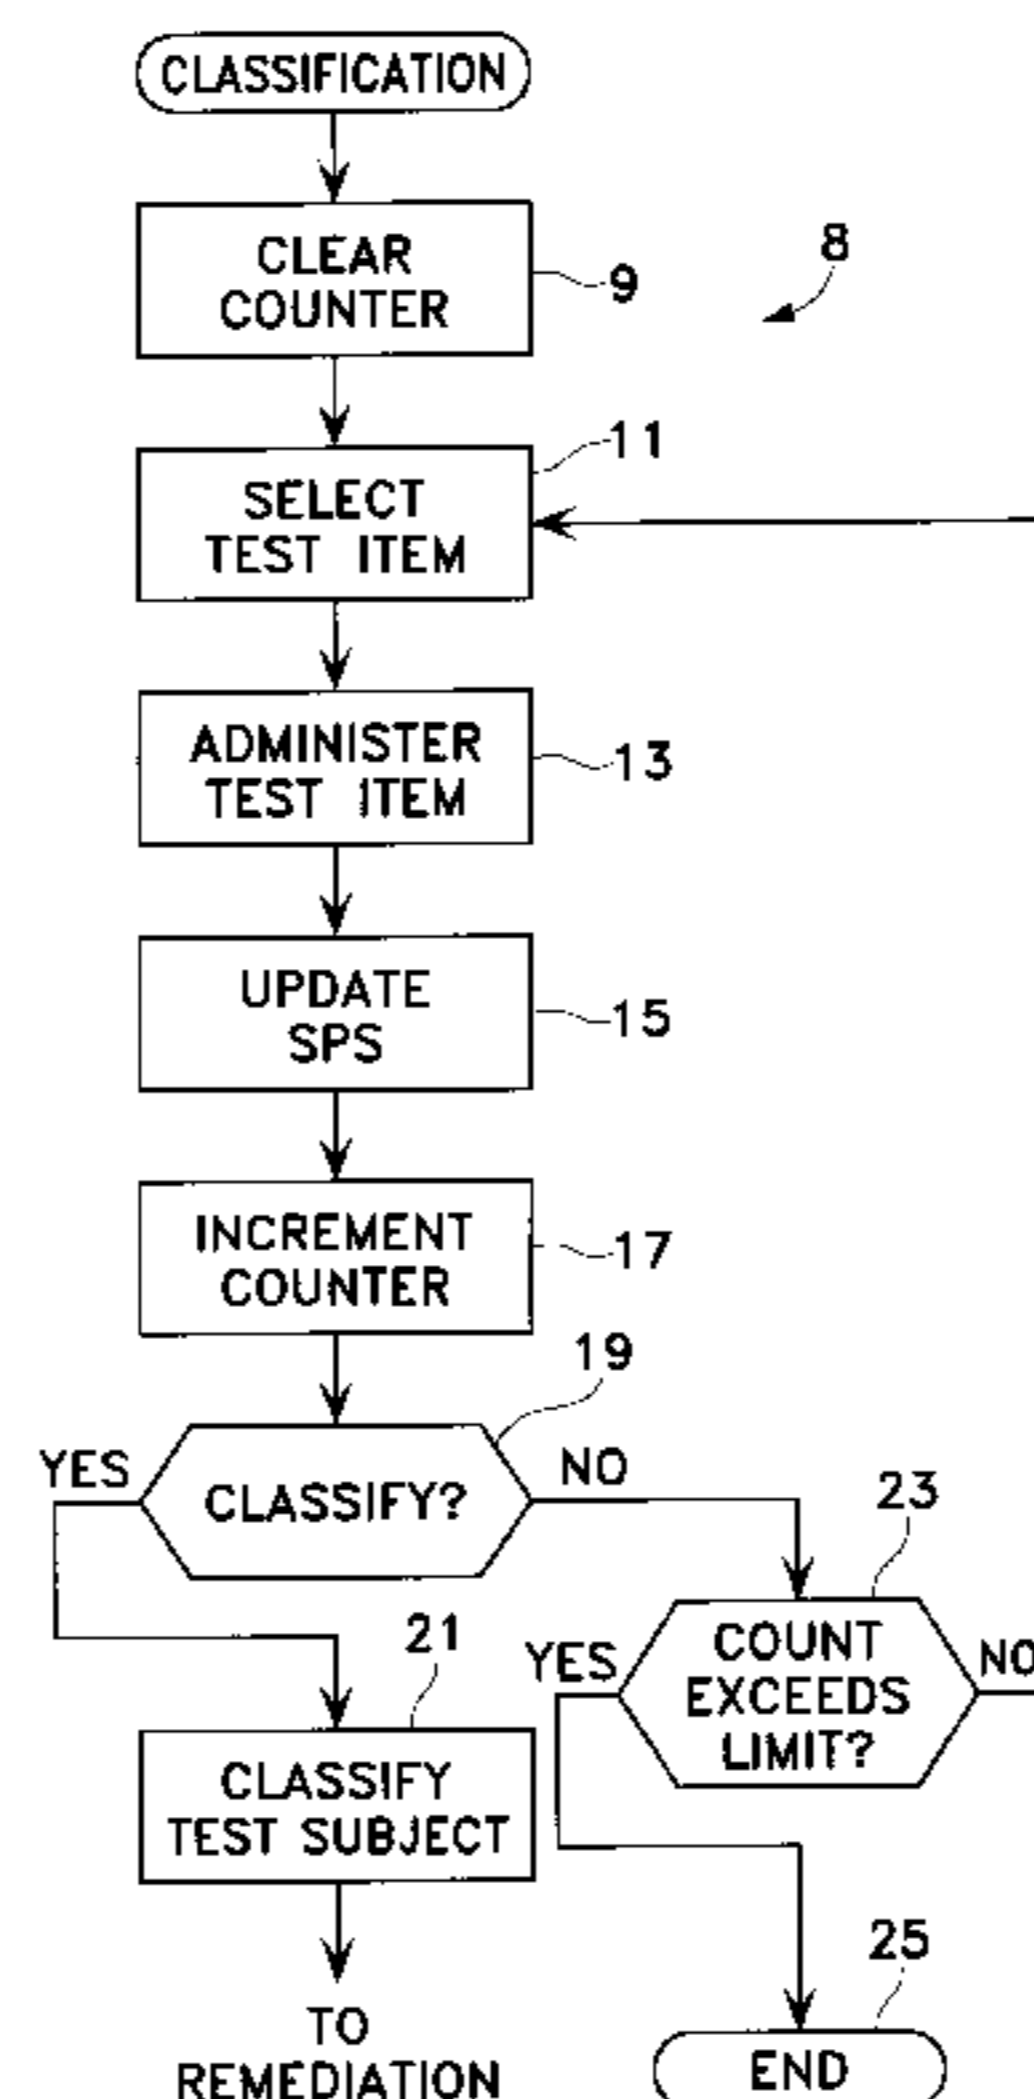 CLASSIFICATION
CLEAR
COUNTER
9
8
11
SELECT
TEST ITEM
ADMINISTER
TEST ITEM
13
UPDATE
SPS
15
INCREMENT
COUNTER
17
19
YES
CLASSIFY?
NO
23
COUNT
EXCEEDS
LIMIT?
YES
NO
21
CLASSIFY
TEST SUBJECT
25
TO
REMEDIATION
END